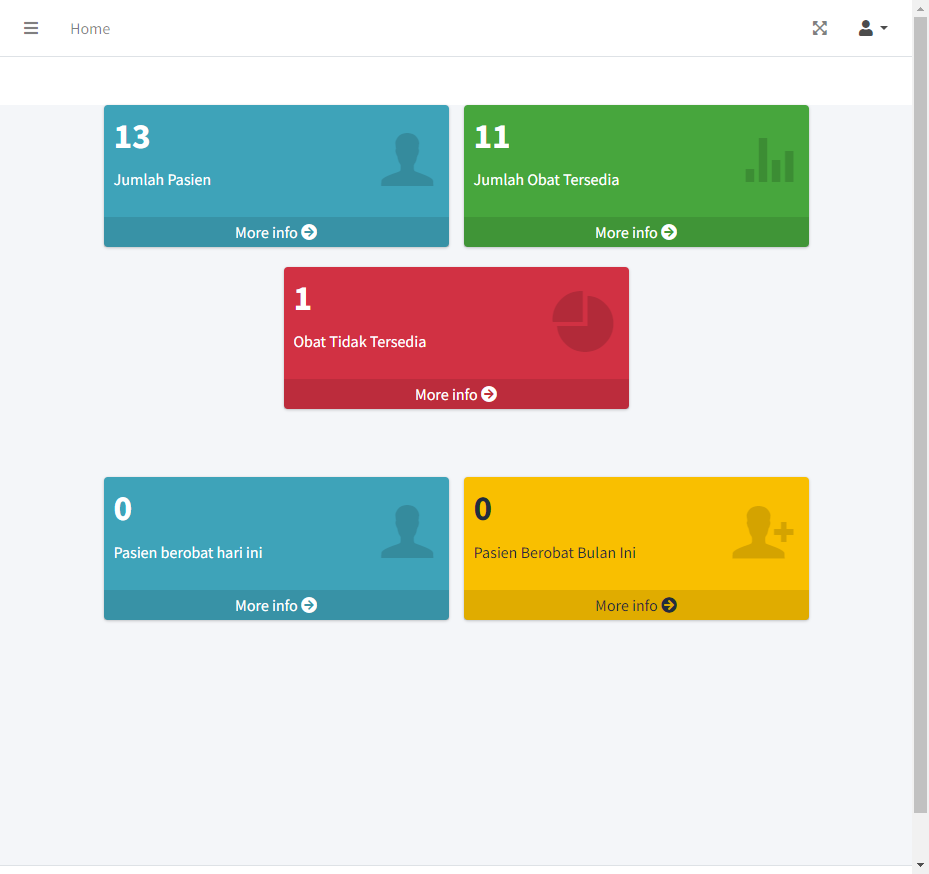 Home
13
Jumlah Pasien
More info
11
Jumlah Obat Tersedia
More info
1
Obat Tidak Tersedia
More info
0
Pasien berobat hari ini
More info
0
Pasien Berobat Bulan Ini
More info